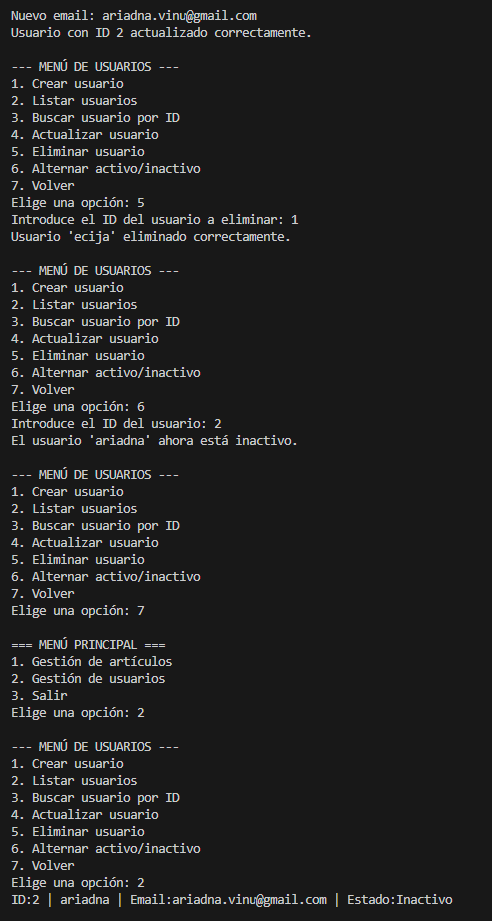 Nuevo email: ariadna.vinu@gmail.com
Usuario con ID 2 actualizado correctamente.

--- MENÚ DE USUARIOS ---
1. Crear usuario
2. Listar usuarios
3. Buscar usuario por ID
4. Actualizar usuario
5. Eliminar usuario
6. Alternar activo/inactivo
7. Volver
Elige una opción: 5
Introduce el ID del usuario a eliminar: 1
Usuario 'ecija' eliminado correctamente.

--- MENÚ DE USUARIOS ---
1. Crear usuario
2. Listar usuarios
3. Buscar usuario por ID
4. Actualizar usuario
5. Eliminar usuario
6. Alternar activo/inactivo
7. Volver
Elige una opción: 6
Introduce el ID del usuario: 2
El usuario 'ariadna' ahora está inactivo.

--- MENÚ DE USUARIOS ---
1. Crear usuario
2. Listar usuarios
3. Buscar usuario por ID
4. Actualizar usuario
5. Eliminar usuario
6. Alternar activo/inactivo
7. Volver
Elige una opción: 7

=== MENÚ PRINCIPAL ===
1. Gestión de artículos
2. Gestión de usuarios
3. Salir
Elige una opción: 2

--- MENÚ DE USUARIOS ---
1. Crear usuario
2. Listar usuarios
3. Buscar usuario por ID
4. Actualizar usuario
5. Eliminar usuario
6. Alternar activo/inactivo
7. Volver
Elige una opción: 2
ID:2 | ariadna | Email:ariadna.vinu@gmail.com | Estado:Inactivo